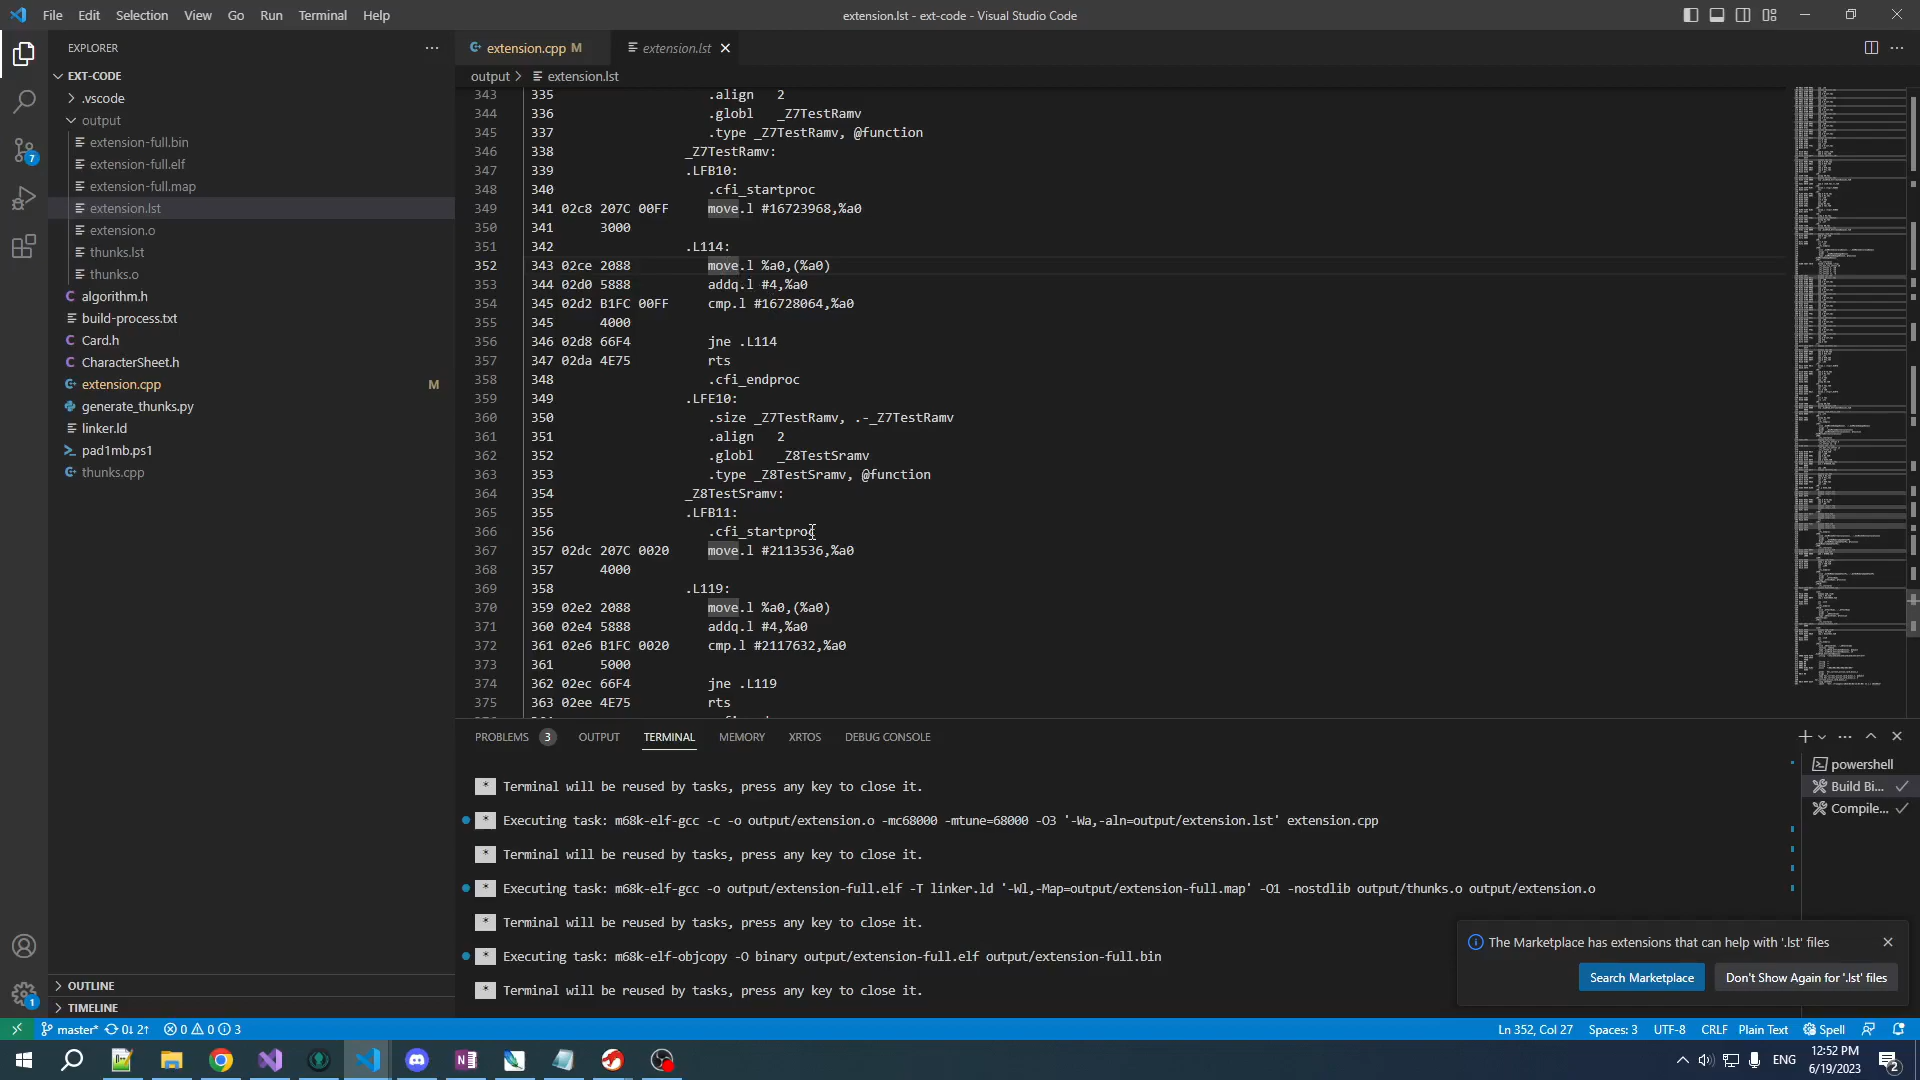 File Edit Selection View Go Run Terminal Help
extension.lst - ext-code - Visual Studio Code
EXPLORER
EXT-CODE
.vscode
output
extension-full.bin
extension-full.elf
extension-full.map
extension.lst
extension.o
thunks.lst
thunks.o
algorithm.h
build-process.txt
Card.h
CharacterSheet.h
extension.cpp M
generate_thunks.py
linker.ld
pad1mb.ps1
thunks.cpp
OUTLINE
TIMELINE
7
1
extension.cpp M
extension.lst
output > extension.lst
343 335 .align 2
344 336 .globl _Z7TestRamv
345 337 .type _Z7TestRamv, @function
346 338 _Z7TestRamv:
347 339 .LFB10:
348 340 .cfi_startproc
349 341 02c8 207C 00FF move.l #16723968,%a0
350 341 3000
351 342 .L114:
352 343 02ce 2088 move.l %a0,(%a0)
353 344 02d0 5888 addq.l #4,%a0
354 345 02d2 B1FC 00FF cmp.l #16728064,%a0
355 345 4000
356 346 02d8 66F4 jne .L114
357 347 02da 4E75 rts
358 348 .cfi_endproc
359 349 .LFE10:
360 350 .size _Z7TestRamv, .-_Z7TestRamv
361 351 .align 2
362 352 .globl _Z8TestSramv
363 353 .type _Z8TestSramv, @function
364 354 _Z8TestSramv:
365 355 .LFB11:
366 356 .cfi_startproc
367 357 02dc 207C 0020 move.l #2113536,%a0
368 357 4000
369 358 .L119:
370 359 02e2 2088 move.l %a0,(%a0)
371 360 02e4 5888 addq.l #4,%a0
372 361 02e6 B1FC 0020 cmp.l #2117632,%a0
373 361 5000
374 362 02ec 66F4 jne .L119
375 363 02ee 4E75 rts
PROBLEMS 3 OUTPUT TERMINAL MEMORY XRTOS DEBUG CONSOLE
* Terminal will be reused by tasks, press any key to close it.
* Executing task: m68k-elf-gcc -c -o output/extension.o -mc68000 -mtune=68000 -O3 '-Wa,-aln=output/extension.lst' extension.cpp
* Terminal will be reused by tasks, press any key to close it.
* Executing task: m68k-elf-gcc -o output/extension-full.elf -T linker.ld '-Wl,-Map=output/extension-full.map' -O1 -nostdlib output/thunks.o output/extension.o
* Terminal will be reused by tasks, press any key to close it.
* Executing task: m68k-elf-objcopy -O binary output/extension-full.elf output/extension-full.bin
* Terminal will be reused by tasks, press any key to close it.
powershell
Build Bi...
Compile...
The Marketplace has extensions that can help with '.lst' files
Search Marketplace
Don't Show Again for '.lst' files
master* 0↓ 2↑ 0 0 3
Ln 352, Col 27 Spaces: 3 UTF-8 CRLF Plain Text Spell
ENG
12:52 PM
6/19/2023
2